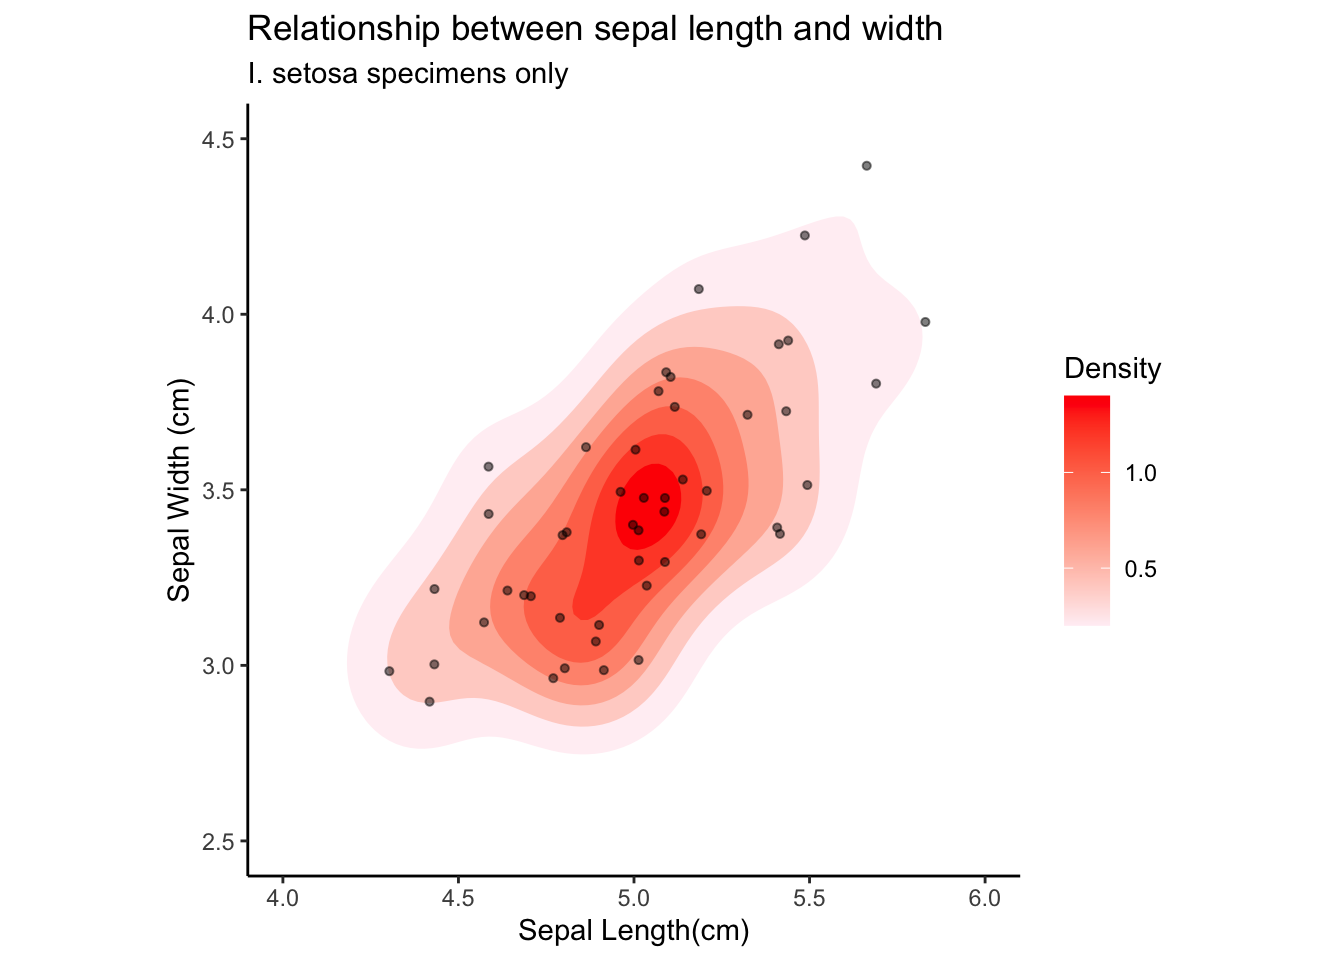 Relationship between sepal length and width
I. setosa specimens only
Sepal Width (cm)
4.5
4.0
3.5
3.0
2.5
4.0 4.5 5.0 5.5 6.0
Sepal Length(cm)
Density
1.0
0.5